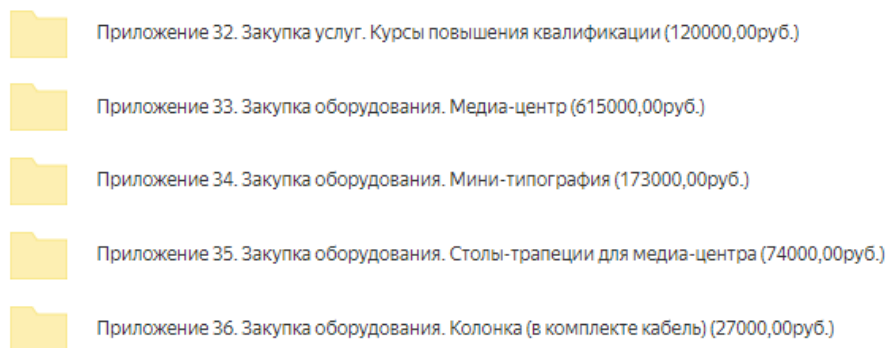 Приложение 32. Закупка услуг. Курсы повышения квалификации (120000,00руб.)
Приложение 33. Закупка оборудования. Медиа-центр (615000,00руб.)
Приложение 34. Закупка оборудования. Мини-типография (173000,00руб.)
Приложение 35. Закупка оборудования. Столы-трапеции для медиа-центра (74000,00руб.)
Приложение 36. Закупка оборудования. Колонка (в комплекте кабель) (27000,00руб.)